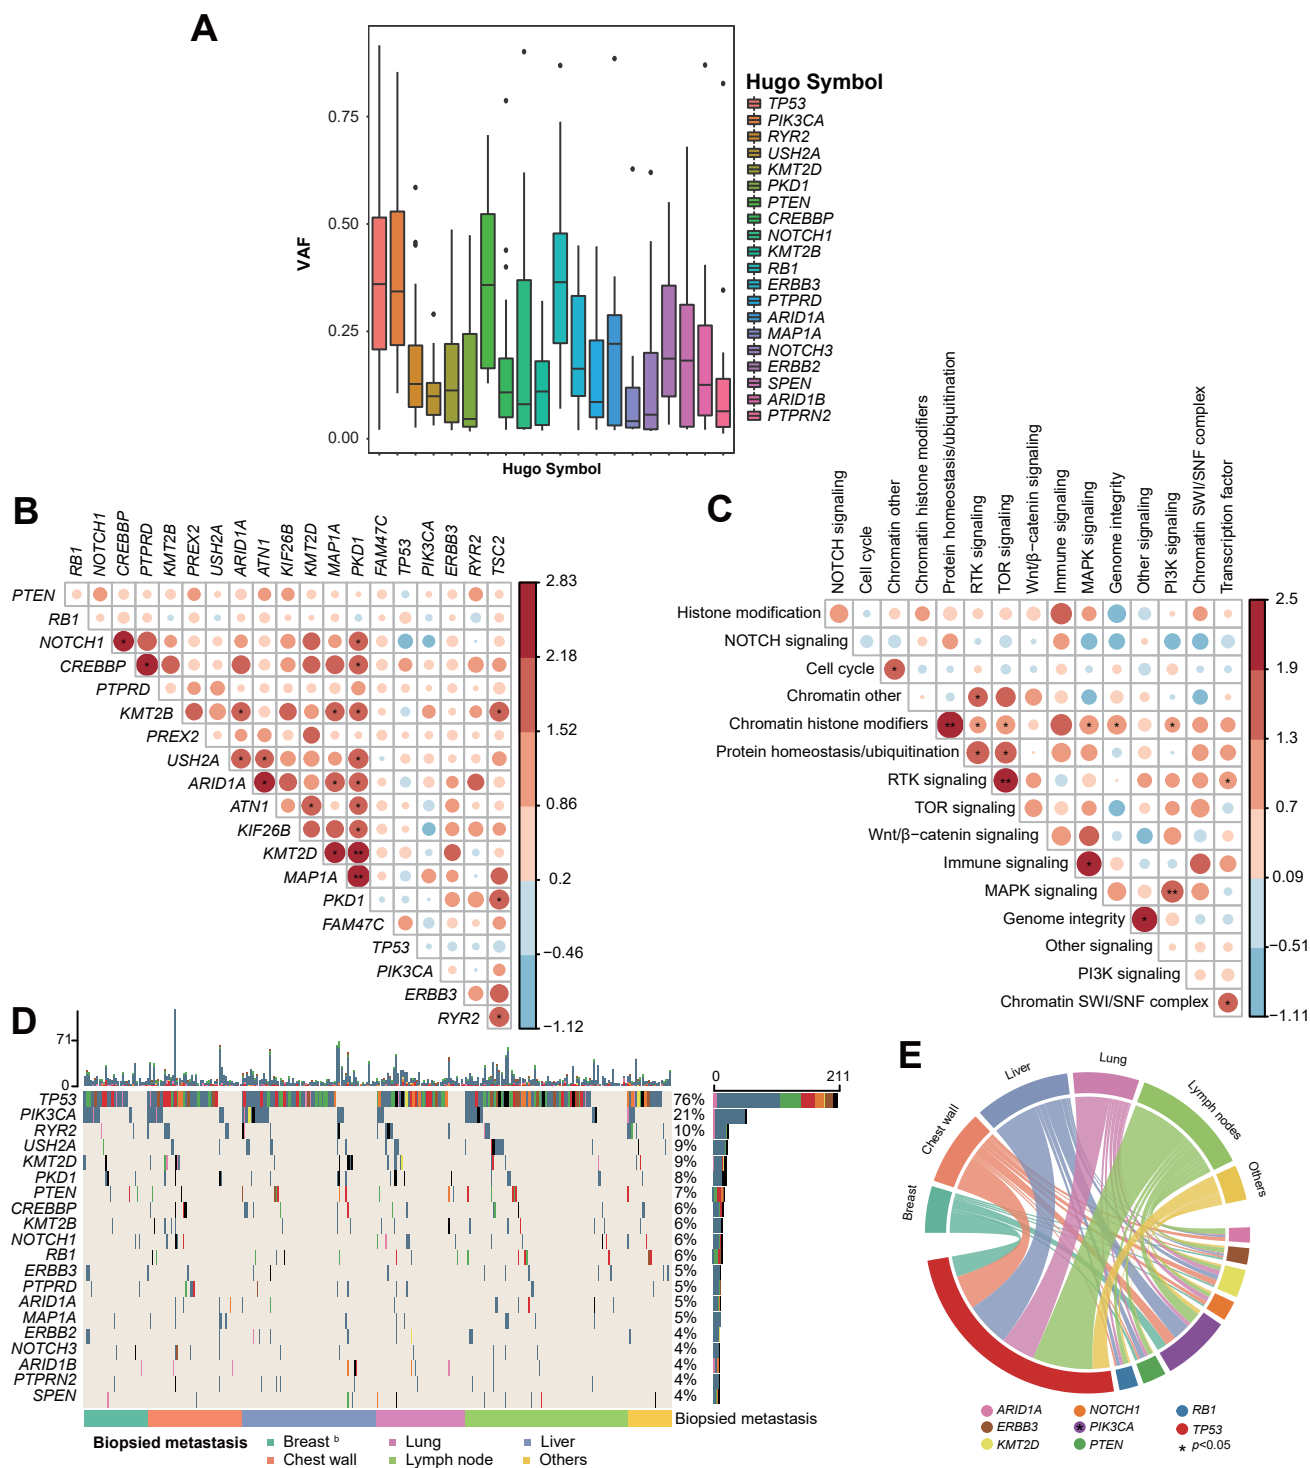 A
VAF
0.75
0.50
0.25
0.00
Hugo Symbol
Hugo Symbol
TP53
PIK3CA
RYR2
USH2A
KMT2D
PKD1
PTEN
CREBBP
NOTCH1
KMT2B
RB1
ERBB3
PTPRD
ARID1A
MAP1A
NOTCH3
ERBB2
SPEN
ARID1B
PTPRN2
B
RB1
NOTCH1
CREBBP
PTPRD
KMT2B
PREX2
USH2A
ARID1A
ATN1
KIF26B
KMT2D
MAP1A
PKD1
FAM47C
TP53
PIK3CA
ERBB3
RYR2
TSC2
PTEN
RB1
NOTCH1 * *
CREBBP * *
PTPRD
KMT2B * * * *
PREX2
USH2A * * *
ARID1A * * *
ATN1 * *
KIF26B *
KMT2D * **
MAP1A **
PKD1 *
FAM47C
TP53
PIK3CA
ERBB3
RYR2 *
2.83
2.18
1.52
0.86
0.2
−0.46
−1.12
C
NOTCH signaling
Cell cycle
Chromatin other
Chromatin histone modifiers
Protein homeostasis/ubiquitination
RTK signaling
TOR signaling
Wnt/β−catenin signaling
Immune signaling
MAPK signaling
Genome integrity
Other signaling
PI3K signaling
Chromatin SWI/SNF complex
Transcription factor
Histone modification
NOTCH signaling
Cell cycle *
Chromatin other *
Chromatin histone modifiers ** * * * * *
Protein homeostasis/ubiquitination * *
RTK signaling ** *
TOR signaling
Wnt/β−catenin signaling
Immune signaling *
MAPK signaling **
Genome integrity *
Other signaling
PI3K signaling
Chromatin SWI/SNF complex *
2.5
1.9
1.3
0.7
0.09
−0.51
−1.11
D
71
0
0 211
TP53 76%
PIK3CA 21%
RYR2 10%
USH2A 9%
KMT2D 9%
PKD1 8%
PTEN 7%
CREBBP 6%
KMT2B 6%
NOTCH1 6%
RB1 6%
ERBB3 5%
PTPRD 5%
ARID1A 5%
MAP1A 5%
ERBB2 4%
NOTCH3 4%
ARID1B 4%
PTPRN2 4%
SPEN 4%
Biopsied metastasis
Biopsied metastasis
Breast b
Lung
Liver
Chest wall
Lymph node
Others
E
Breast
Chest wall
Liver
Lung
Lymph nodes
Others
ARID1A
NOTCH1
RB1
ERBB3
* PIK3CA
TP53
KMT2D
PTEN
* p<0.05